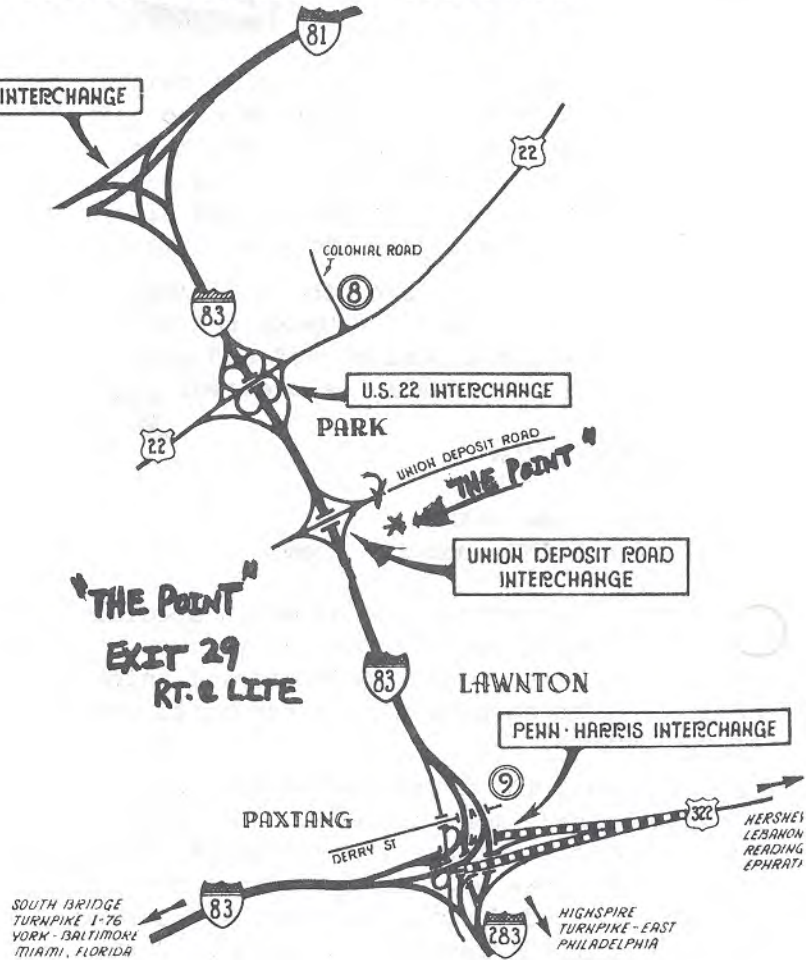 81
INTERCHANGE
22
COLONIAL ROAD
8
83
U.S. 22 INTERCHANGE
PARK
22
UNION DEPOSIT ROAD
"THE POINT"
UNION DEPOSIT ROAD
INTERCHANGE
"THE POINT"
EXIT 29
RT. @ LITE
83
LAWNTON
PENN-HARRIS INTERCHANGE
9
PAXTANG
DERRY ST
322
HERSHEY
LEBANON
READING
EPHRATA
83
SOUTH BRIDGE
TURNPIKE I-76
YORK - BALTIMORE
MIAMI, FLORIDA
283
HIGHSPIRE
TURNPIKE - EAST
PHILADELPHIA